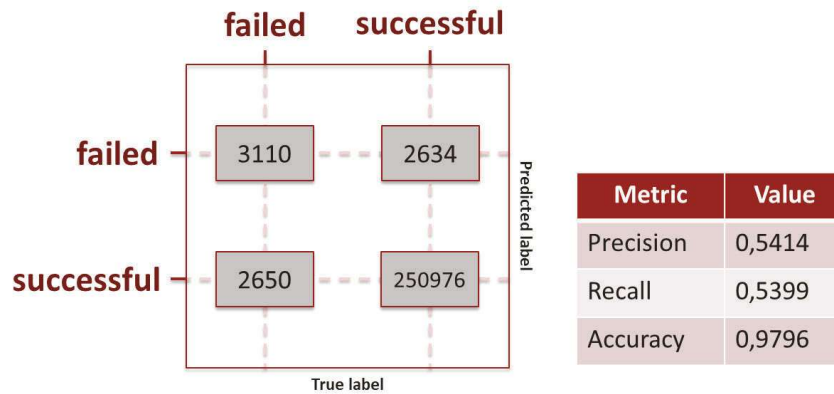 failed successful
failed 3110 2634
successful 2650 250976
Predicted label
True label
Metric Value
Precision 0,5414
Recall 0,5399
Accuracy 0,9796